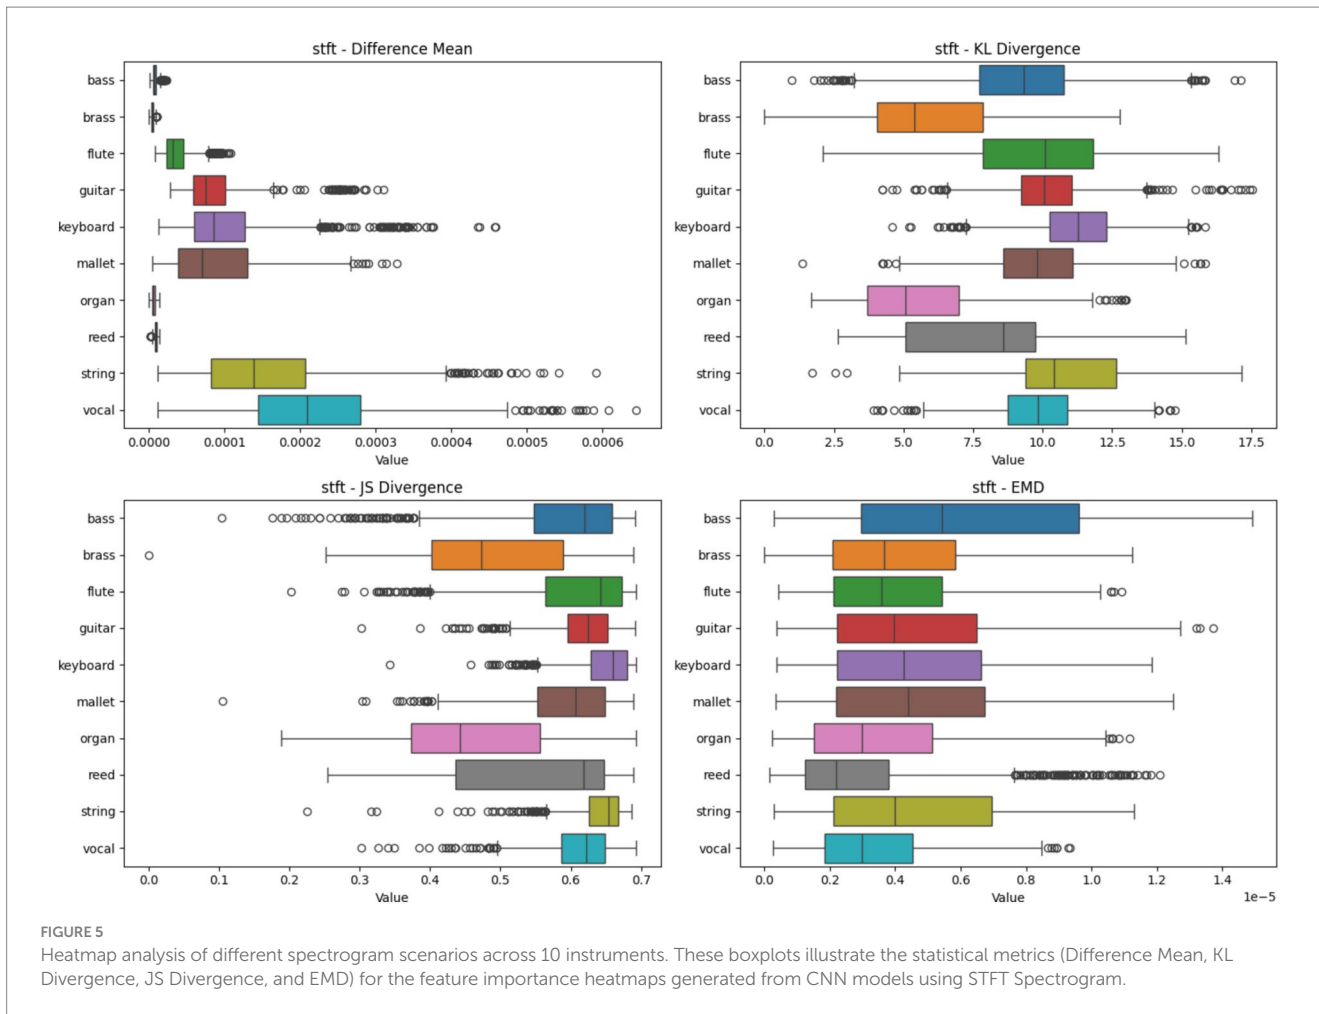 stft - Difference Mean
bass
brass
flute
guitar
keyboard
mallet
organ
reed
string
vocal
0.0000 0.0001 0.0002 0.0003 0.0004 0.0005 0.0006
Value
stft - KL Divergence
bass
brass
flute
guitar
keyboard
mallet
organ
reed
string
vocal
0.0 2.5 5.0 7.5 10.0 12.5 15.0 17.5
Value
stft - JS Divergence
bass
brass
flute
guitar
keyboard
mallet
organ
reed
string
vocal
0.0 0.1 0.2 0.3 0.4 0.5 0.6 0.7
Value
stft - EMD
bass
brass
flute
guitar
keyboard
mallet
organ
reed
string
vocal
0.0 0.2 0.4 0.6 0.8 1.0 1.2 1.4
Value
1e−5
FIGURE 5
Heatmap analysis of different spectrogram scenarios across 10 instruments. These boxplots illustrate the statistical metrics (Difference Mean, KL
Divergence, JS Divergence, and EMD) for the feature importance heatmaps generated from CNN models using STFT Spectrogram.